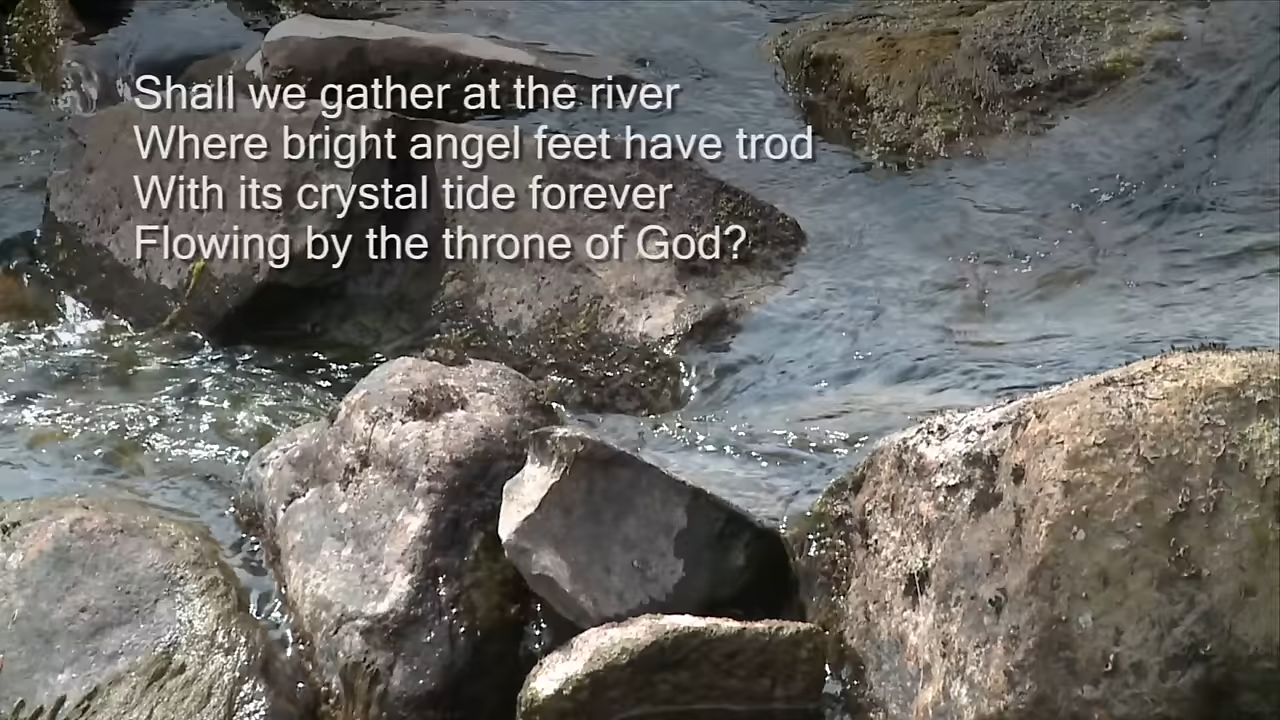 Shall we gather at the river
Where bright angel feet have trod
With its crystal tide forever
Flowing by the throne of God?